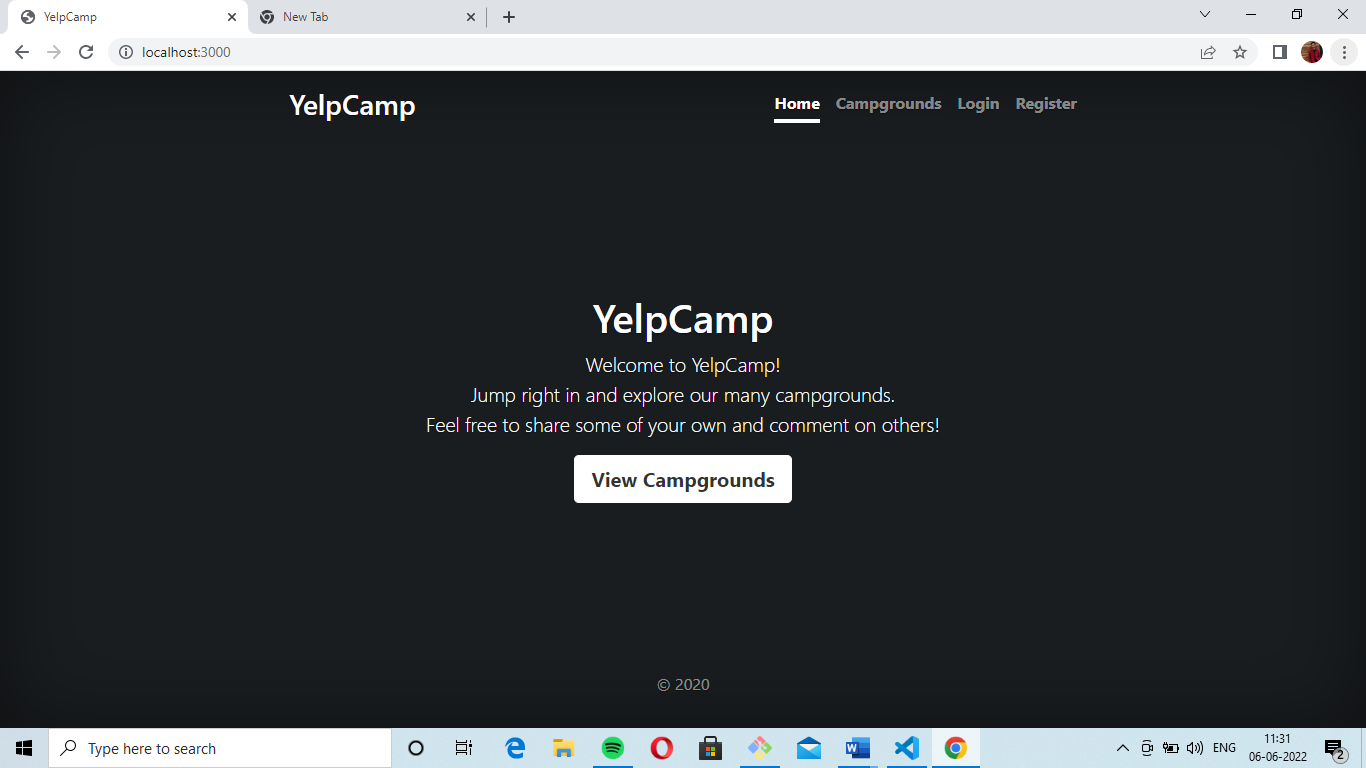 YelpCamp
New Tab
localhost:3000
YelpCamp
Home Campgrounds Login Register
YelpCamp
Welcome to YelpCamp!
Jump right in and explore our many campgrounds.
Feel free to share some of your own and comment on others!
View Campgrounds
© 2020
Type here to search
ENG
11:31
06-06-2022
2